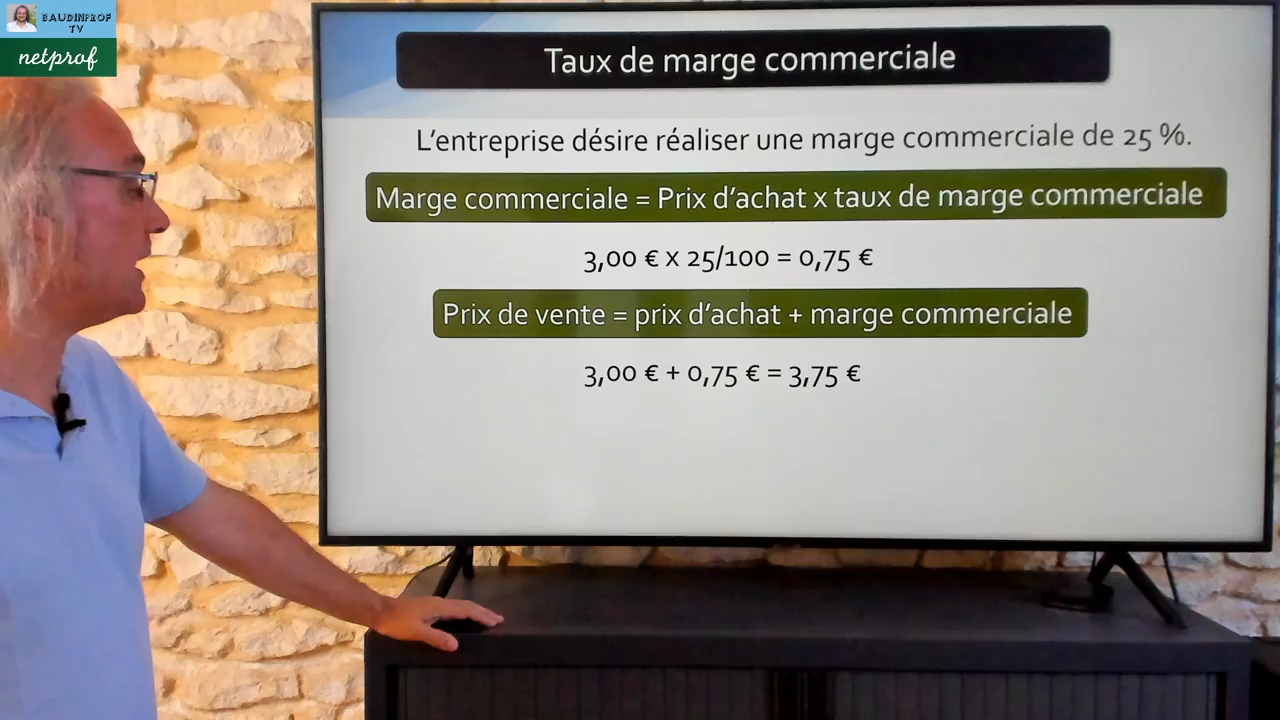 BAUDINPROF
TV
netprof
Taux de marge commerciale
L'entreprise désire réaliser une marge commerciale de 25 %.
Marge commerciale = Prix d'achat x taux de marge commerciale
3,00 € x 25/100 = 0,75 €
Prix de vente = prix d'achat + marge commerciale
3,00 € + 0,75 € = 3,75 €